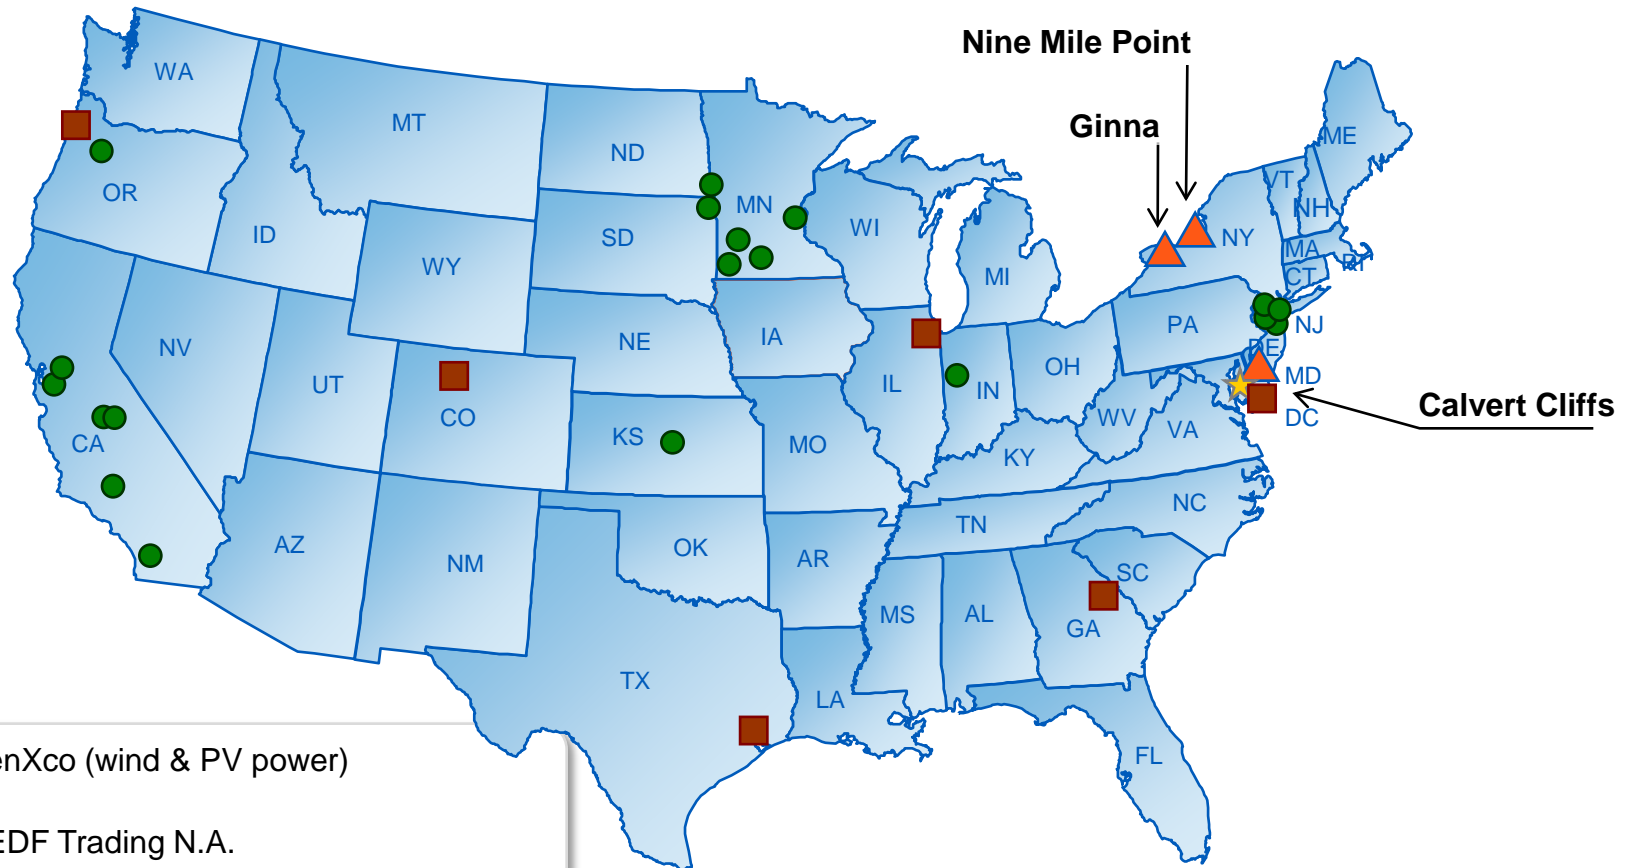 Nine Mile Point
Ginna
WA
MT
ND
MN
ME
VT
NH
OR
ID
WY
SD
WI
MI
NY
MA
CT
RI
NV
UT
CO
NE
IA
IL
IN
OH
PA
NJ
DE
MD
DC
Calvert Cliffs
CA
KS
MO
KY
WV
VA
AZ
NM
OK
AR
TN
NC
SC
MS
AL
GA
TX
LA
FL
enXco (wind & PV power)
EDF Trading N.A.